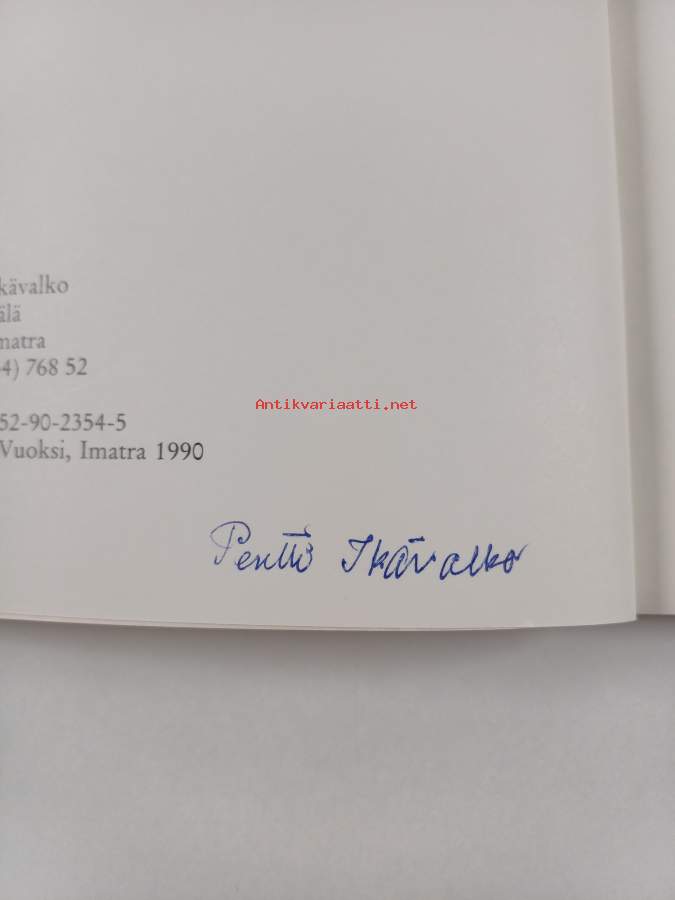 kävalko
älä
matra
4) 768 52
Antikvariaatti.net
52-90-2354-5
Vuoksi, Imatra 1990
Pentti Ikävalko